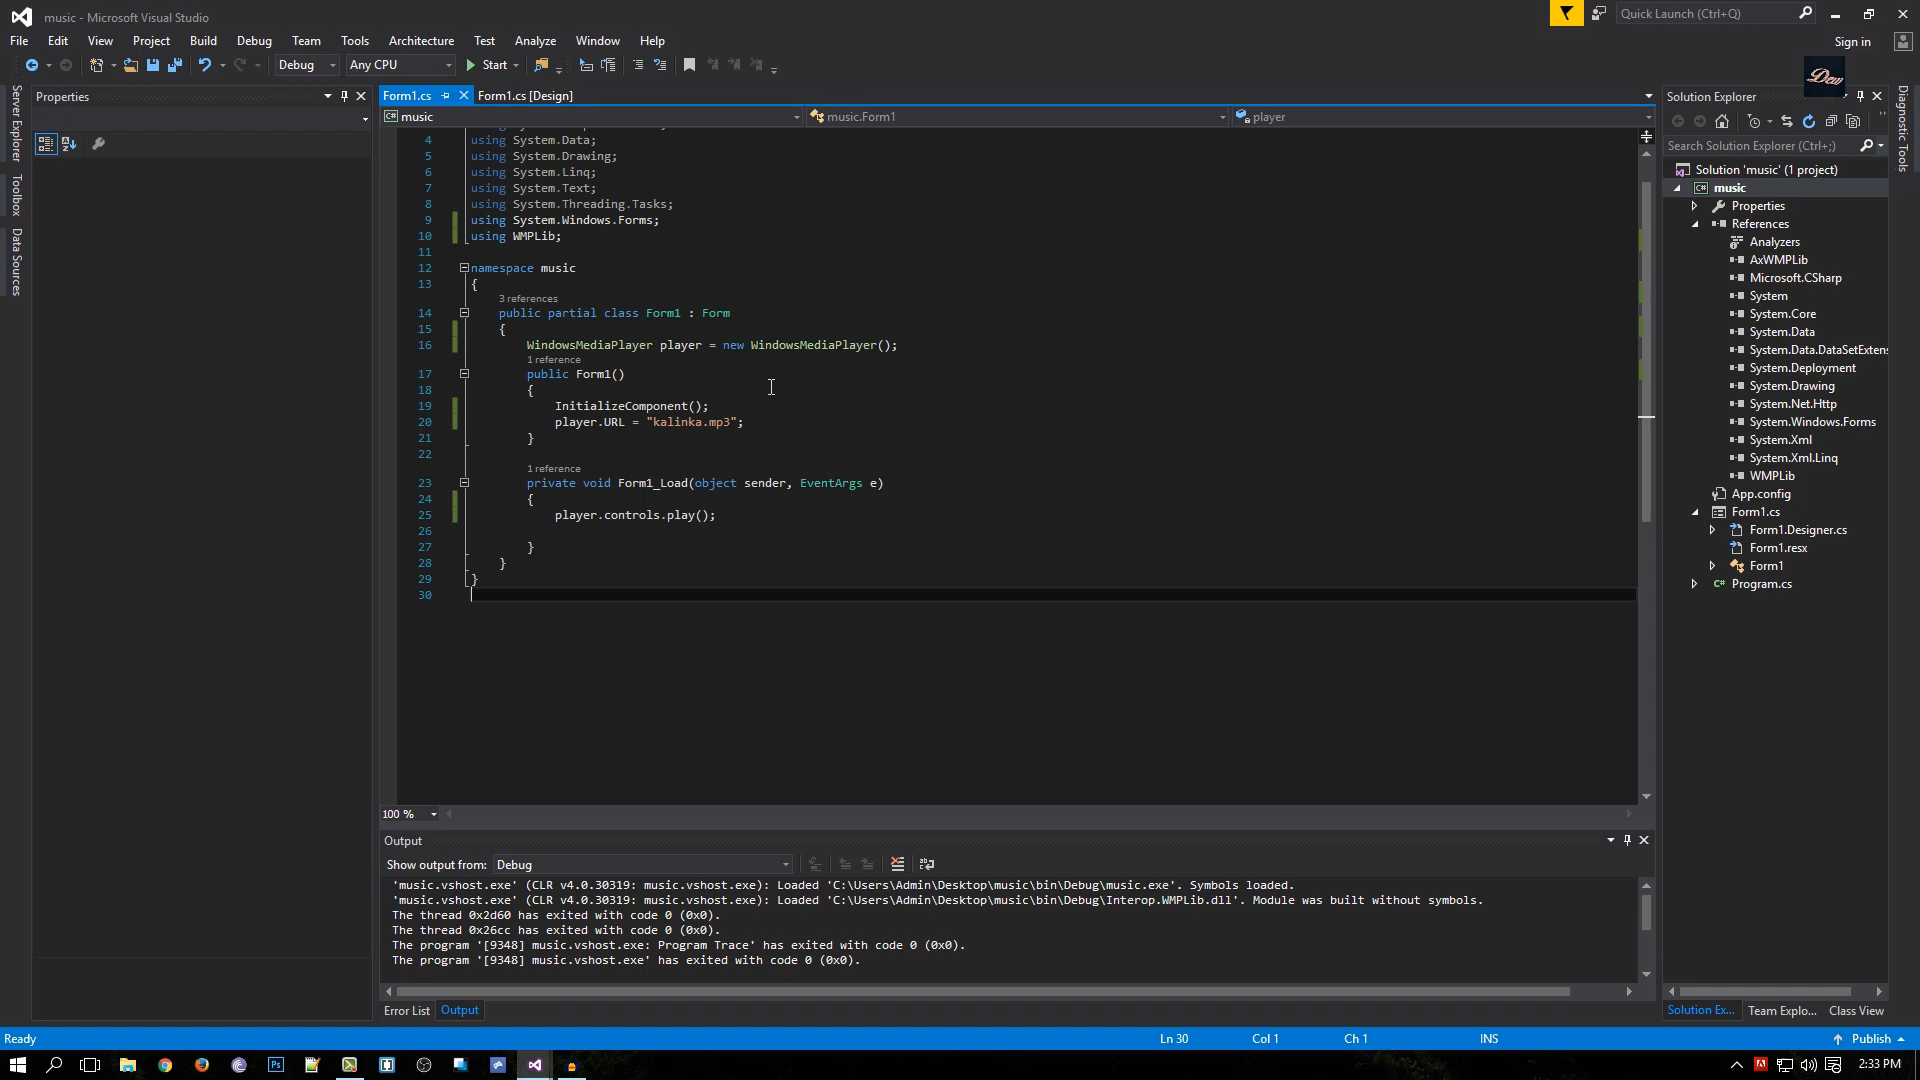 music - Microsoft Visual Studio
Quick Launch (Ctrl+Q)
File Edit View Project Build Debug Team Tools Architecture Test Analyze Window Help
Sign in
Debug
Any CPU
Start
Dew
Server Explorer
Toolbox
Data Sources
Properties
Form1.cs
Form1.cs [Design]
music
music.Form1
player
4 using System.Data;
5 using System.Drawing;
6 using System.Linq;
7 using System.Text;
8 using System.Threading.Tasks;
9 using System.Windows.Forms;
10 using WMPLib;
11
12 namespace music
13 {
3 references
14 public partial class Form1 : Form
15 {
16 WindowsMediaPlayer player = new WindowsMediaPlayer();
1 reference
17 public Form1()
18 {
19 InitializeComponent();
20 player.URL = "kalinka.mp3";
21 }
22
1 reference
23 private void Form1_Load(object sender, EventArgs e)
24 {
25 player.controls.play();
26
27 }
28 }
29 }
30
100 %
Output
Show output from: Debug
'music.vshost.exe' (CLR v4.0.30319: music.vshost.exe): Loaded 'C:\Users\Admin\Desktop\music\bin\Debug\music.exe'. Symbols loaded.
'music.vshost.exe' (CLR v4.0.30319: music.vshost.exe): Loaded 'C:\Users\Admin\Desktop\music\bin\Debug\Interop.WMPLib.dll'. Module was built without symbols.
The thread 0x2d60 has exited with code 0 (0x0).
The thread 0x26cc has exited with code 0 (0x0).
The program '[9348] music.vshost.exe: Program Trace' has exited with code 0 (0x0).
The program '[9348] music.vshost.exe' has exited with code 0 (0x0).
Error List
Output
Solution Explorer
Search Solution Explorer (Ctrl+;)
Solution 'music' (1 project)
music
Properties
References
Analyzers
AxWMPLib
Microsoft.CSharp
System
System.Core
System.Data
System.Data.DataSetExtens
System.Deployment
System.Drawing
System.Net.Http
System.Windows.Forms
System.Xml
System.Xml.Linq
WMPLib
App.config
Form1.cs
Form1.Designer.cs
Form1.resx
Form1
Program.cs
Solution Ex...
Team Explo...
Class View
Diagnostic Tools
Ready
Ln 30
Col 1
Ch 1
INS
Publish
2:33 PM